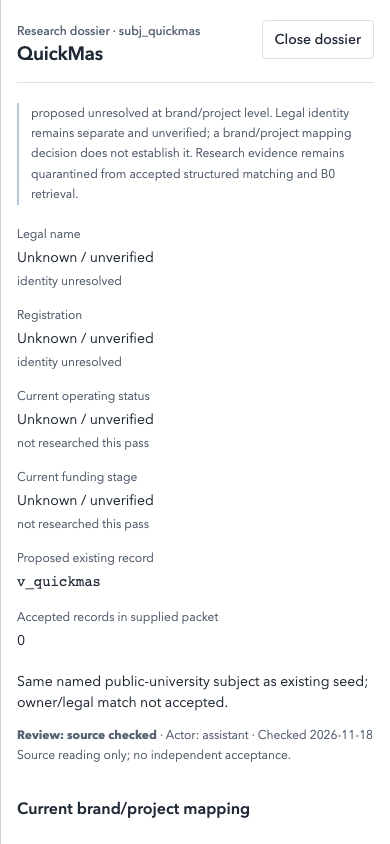 Research dossier · subj_quickmas
QuickMas
Close dossier
proposed unresolved at brand/project level. Legal identity
remains separate and unverified; a brand/project mapping
decision does not establish it. Research evidence remains
quarantined from accepted structured matching and B0
retrieval.
Legal name
Unknown / unverified
identity unresolved
Registration
Unknown / unverified
identity unresolved
Current operating status
Unknown / unverified
not researched this pass
Current funding stage
Unknown / unverified
not researched this pass
Proposed existing record
v_quickmas
Accepted records in supplied packet
0
Same named public-university subject as existing seed;
owner/legal match not accepted.
Review: source checked · Actor: assistant · Checked 2026-11-18
Source reading only; no independent acceptance.
Current brand/project mapping